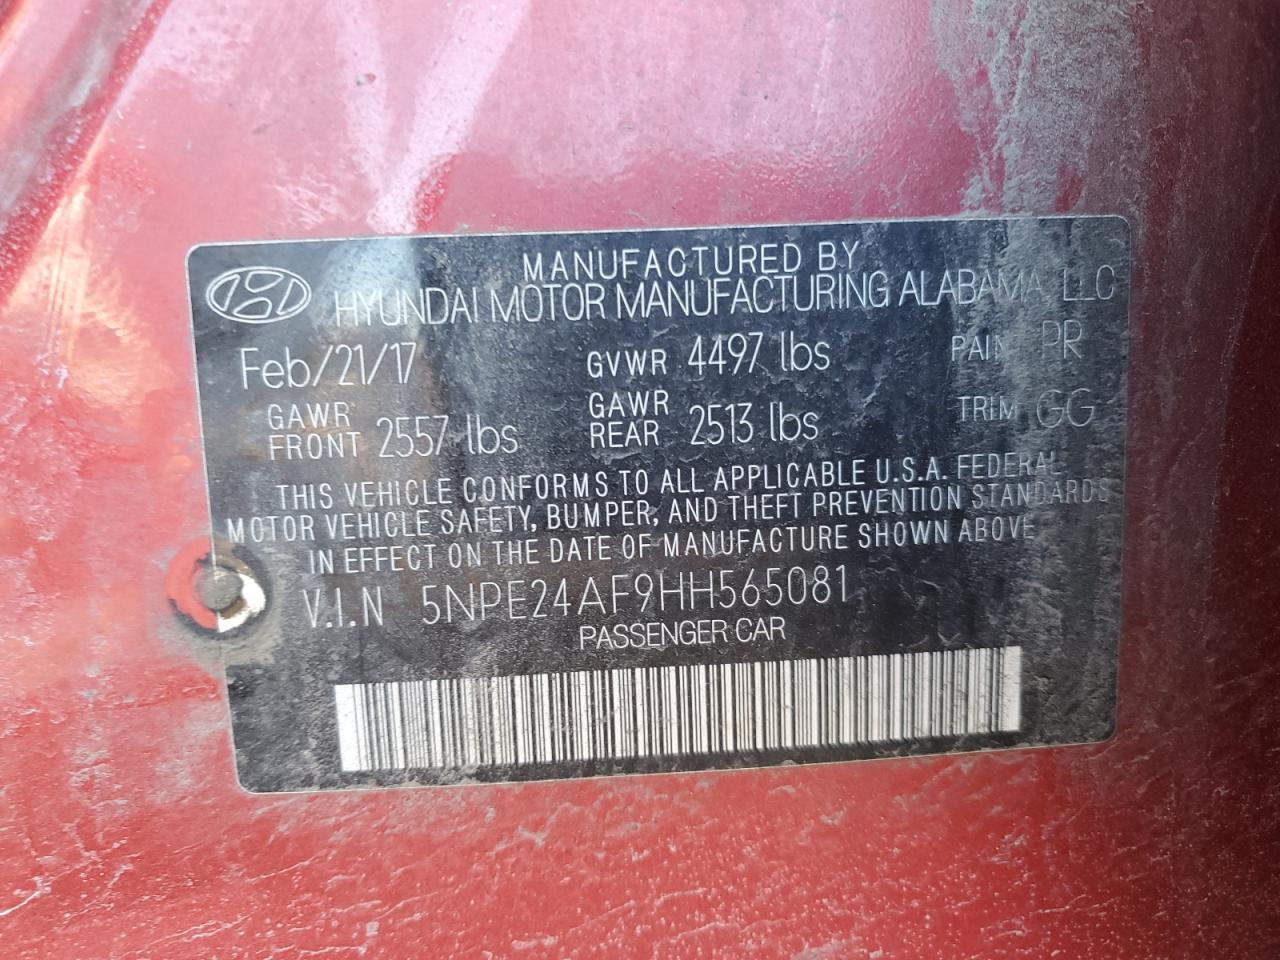 MANUFACTURED BY
HYUNDAI MOTOR MANUFACTURING ALABAMA, LLC
Feb/21/17 GVWR 4497 lbs PAINT PR
GAWR FRONT 2557 lbs GAWR REAR 2513 lbs TRIM GG
THIS VEHICLE CONFORMS TO ALL APPLICABLE U.S.A. FEDERAL
MOTOR VEHICLE SAFETY, BUMPER, AND THEFT PREVENTION STANDARDS
IN EFFECT ON THE DATE OF MANUFACTURE SHOWN ABOVE
V.I.N 5NPE24AF9HH565081
PASSENGER CAR